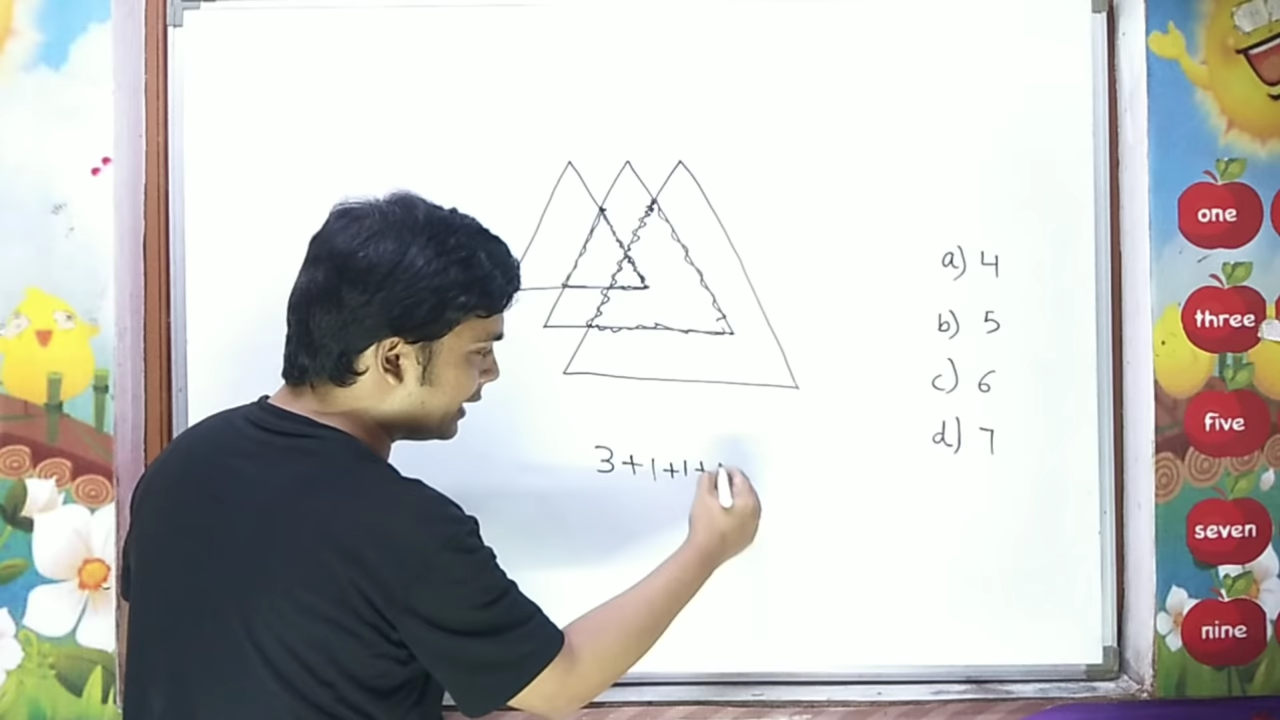 a) 4
b) 5
c) 6
d) 7
3+1+1+
one
three
five
seven
nine